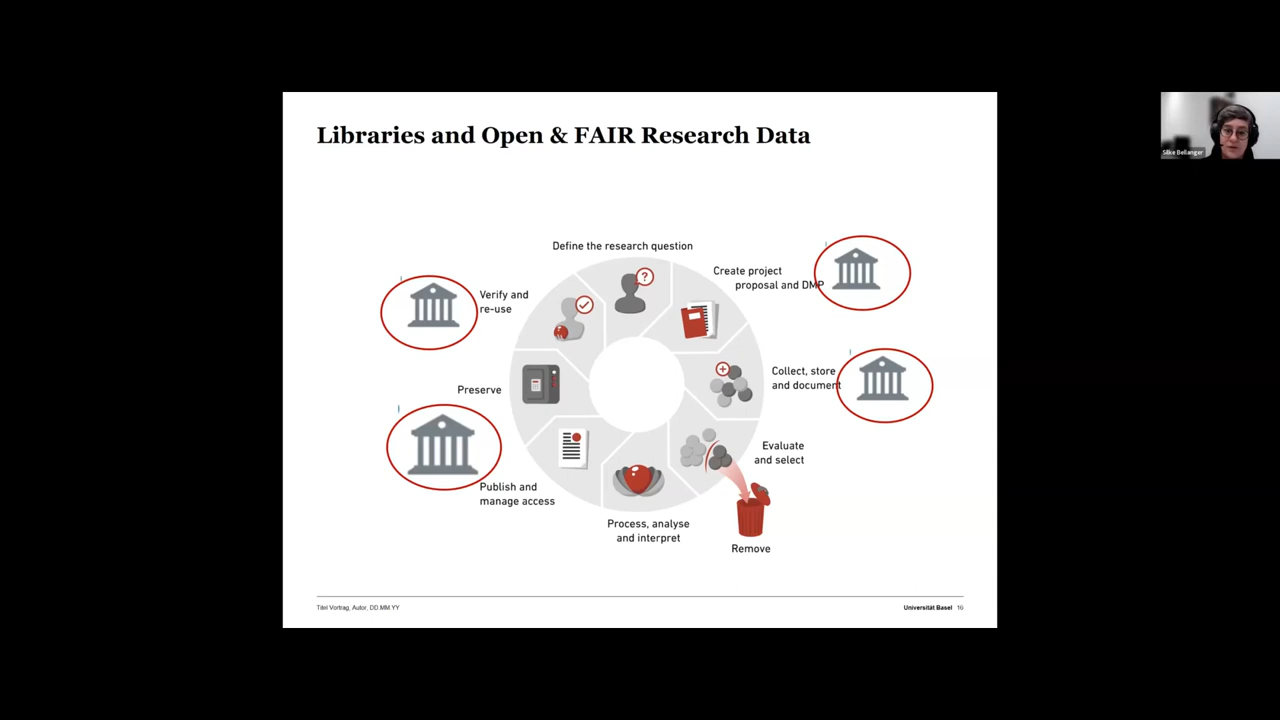 Libraries and Open & FAIR Research Data
Silke Bellanger
Define the research question
?
Create project
proposal and DMP
Verify and
re-use
Collect, store
and document
Preserve
Evaluate
and select
Publish and
manage access
Process, analyse
and interpret
Remove
Titel Vortrag, Autor, DD.MM.YY
Universität Basel 16